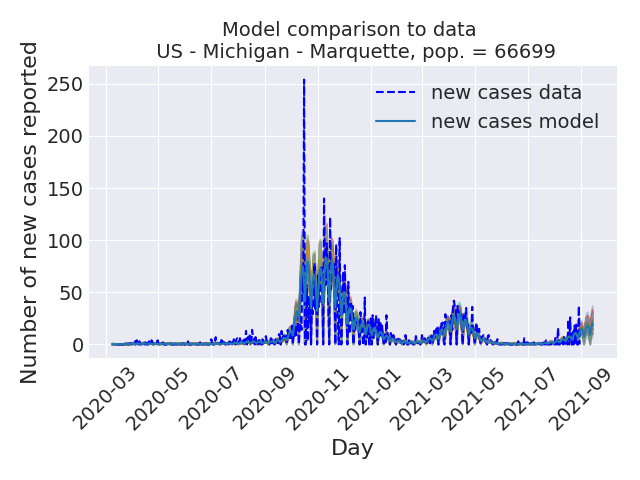 Model comparison to data
US - Michigan - Marquette, pop. = 66699
Number of new cases reported
250
200
150
100
50
0
new cases data
new cases model
2020-03
2020-05
2020-07
2020-09
2020-11
2021-01
2021-03
2021-05
2021-07
2021-09
Day